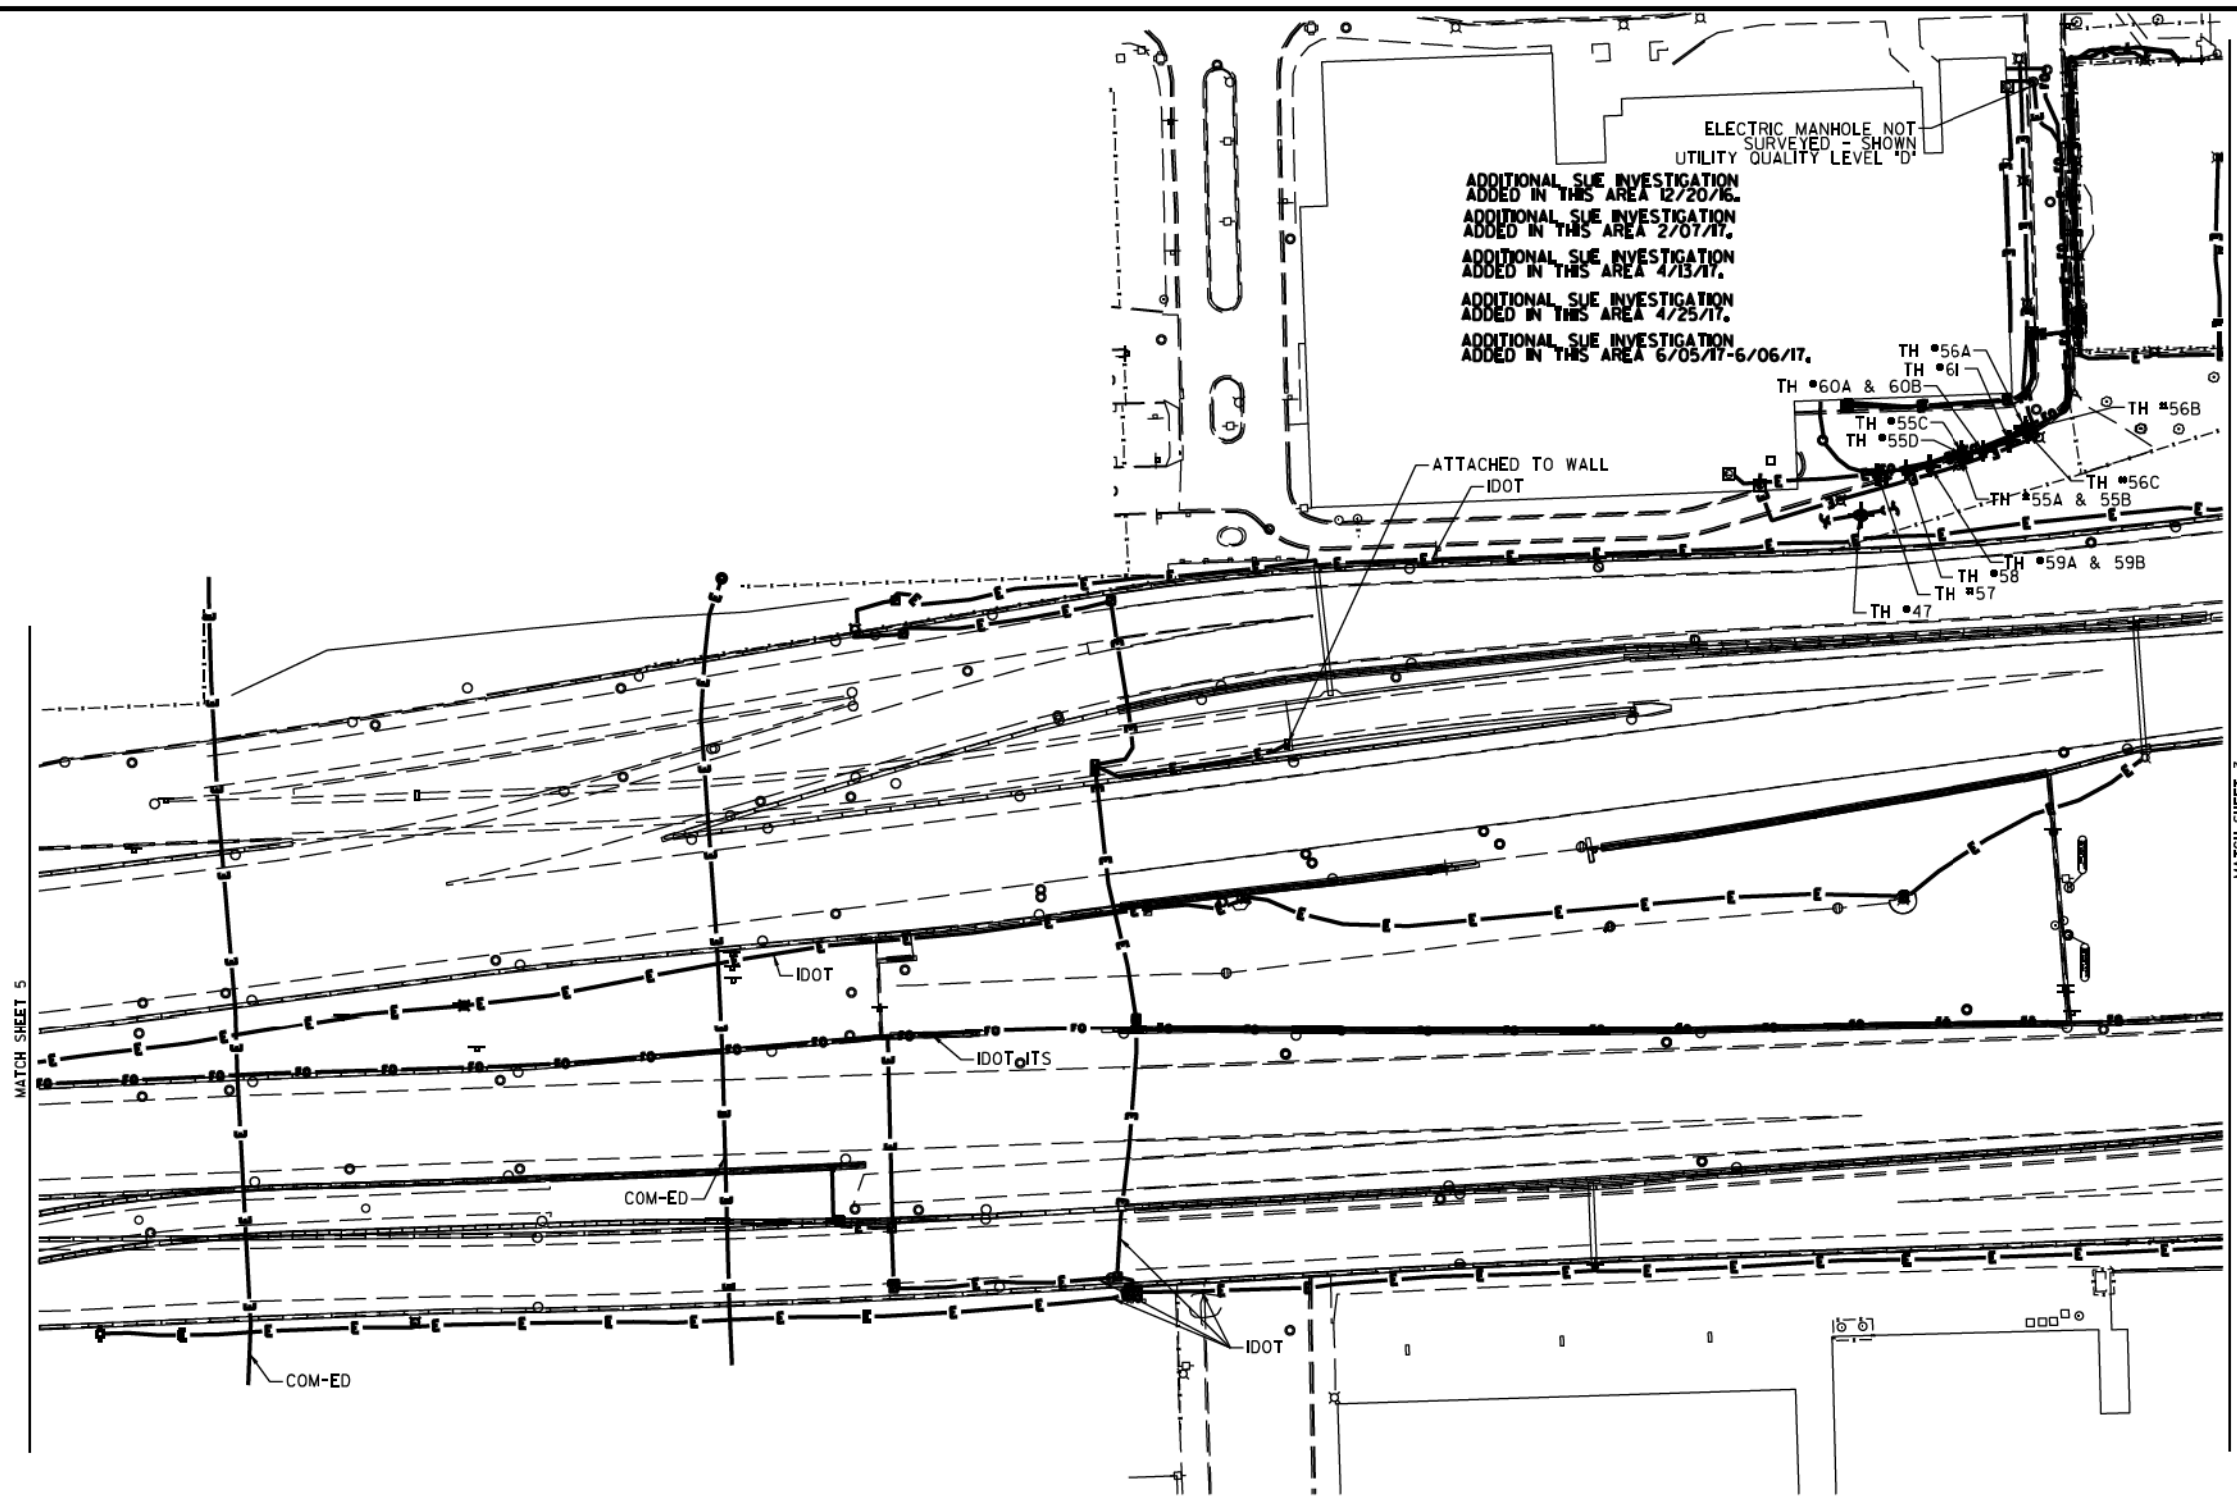 ELECTRIC MANHOLE NOT
SURVEYED - SHOWN
UTILITY QUALITY LEVEL "D"
ADDITIONAL SUE INVESTIGATION
ADDED IN THIS AREA 12/20/16.
ADDITIONAL SUE INVESTIGATION
ADDED IN THIS AREA 2/07/17.
ADDITIONAL SUE INVESTIGATION
ADDED IN THIS AREA 4/13/17.
ADDITIONAL SUE INVESTIGATION
ADDED IN THIS AREA 4/25/17.
ADDITIONAL SUE INVESTIGATION
ADDED IN THIS AREA 6/05/17-6/06/17.
TH #56A
TH #61
TH #60A & 60B
TH #56B
TH #55C
TH #55D
TH #56C
TH #55A & 55B
TH #59A & 59B
TH #58
TH #57
TH #47
ATTACHED TO WALL
IDOT
IDOT
IDOT ITS
COM-ED
IDOT
COM-ED
MATCH SHEET 5